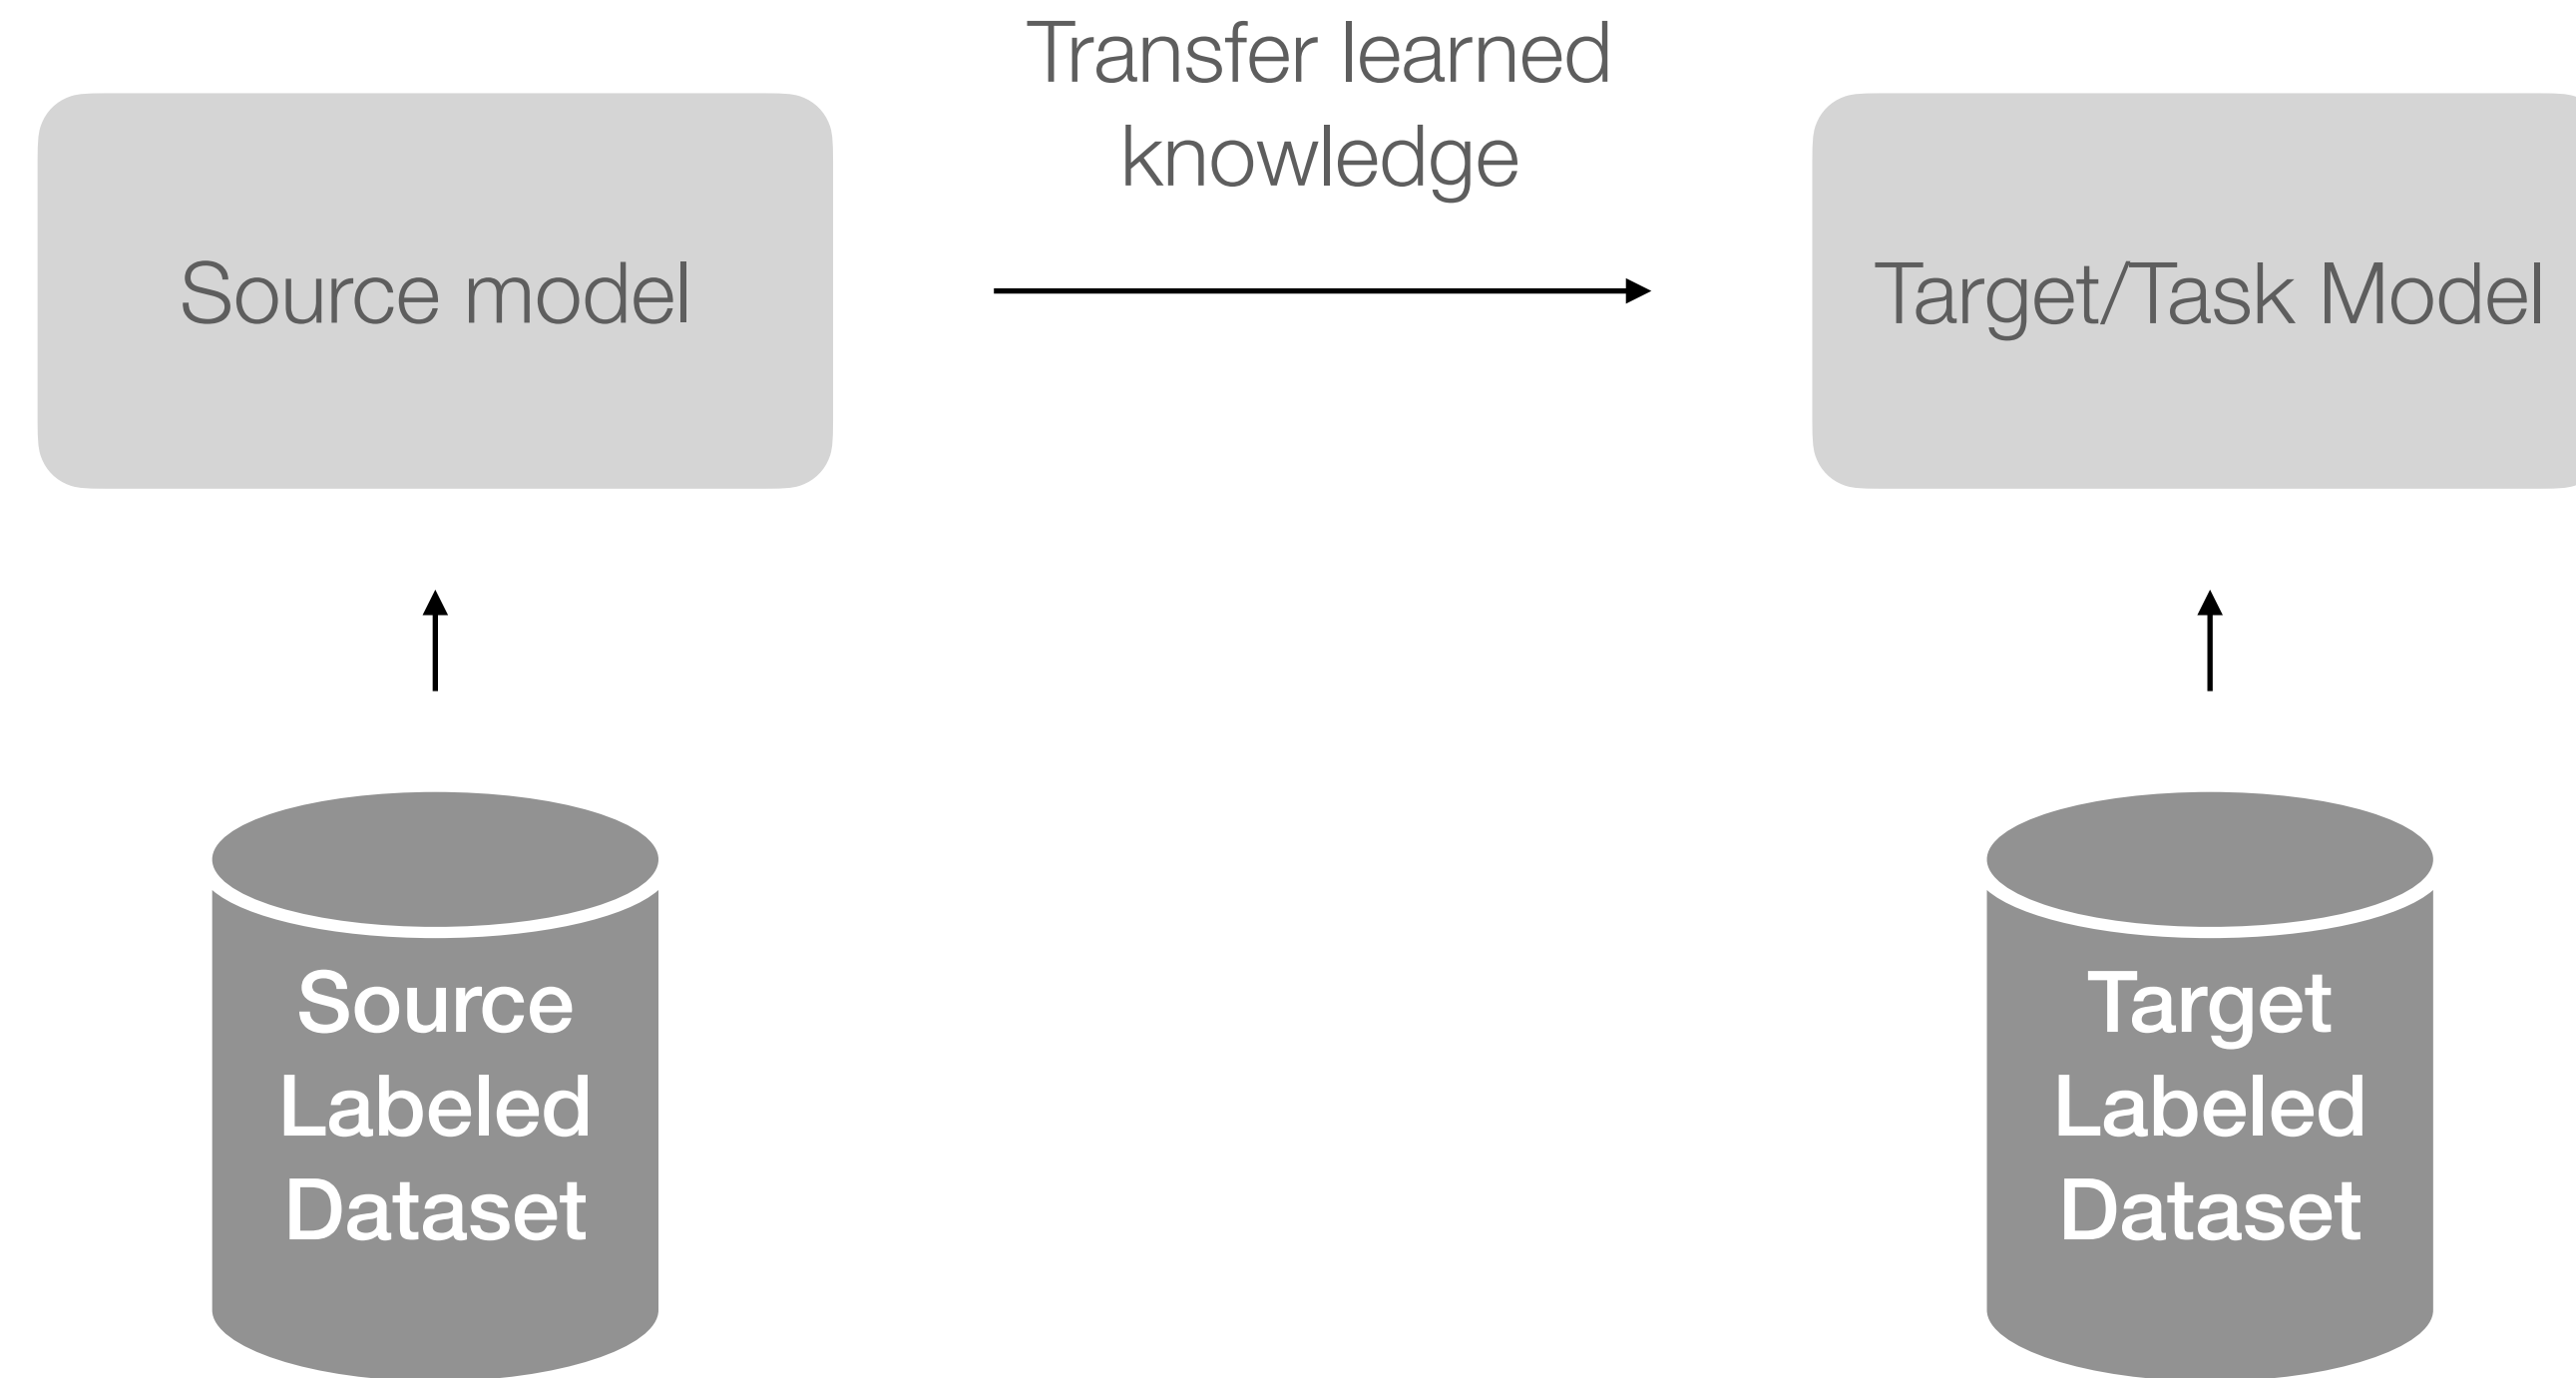 Transfer learned
knowledge
Source model
Target/Task Model
Source
Labeled
Dataset
Target
Labeled
Dataset